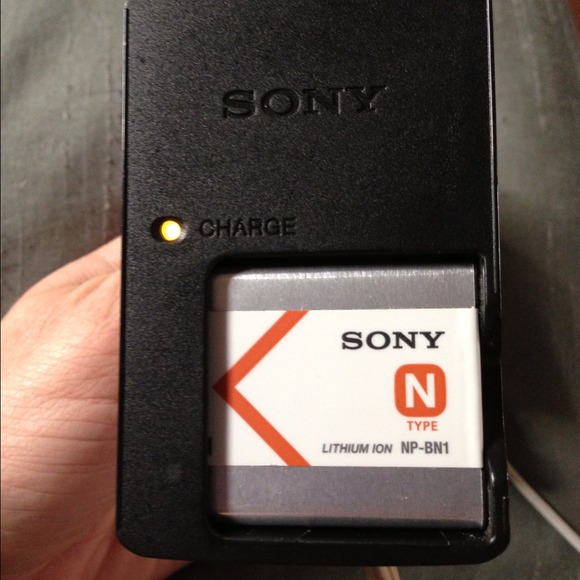 SONY
CHARGE
SONY
N
TYPE
LITHIUM ION NP-BN1